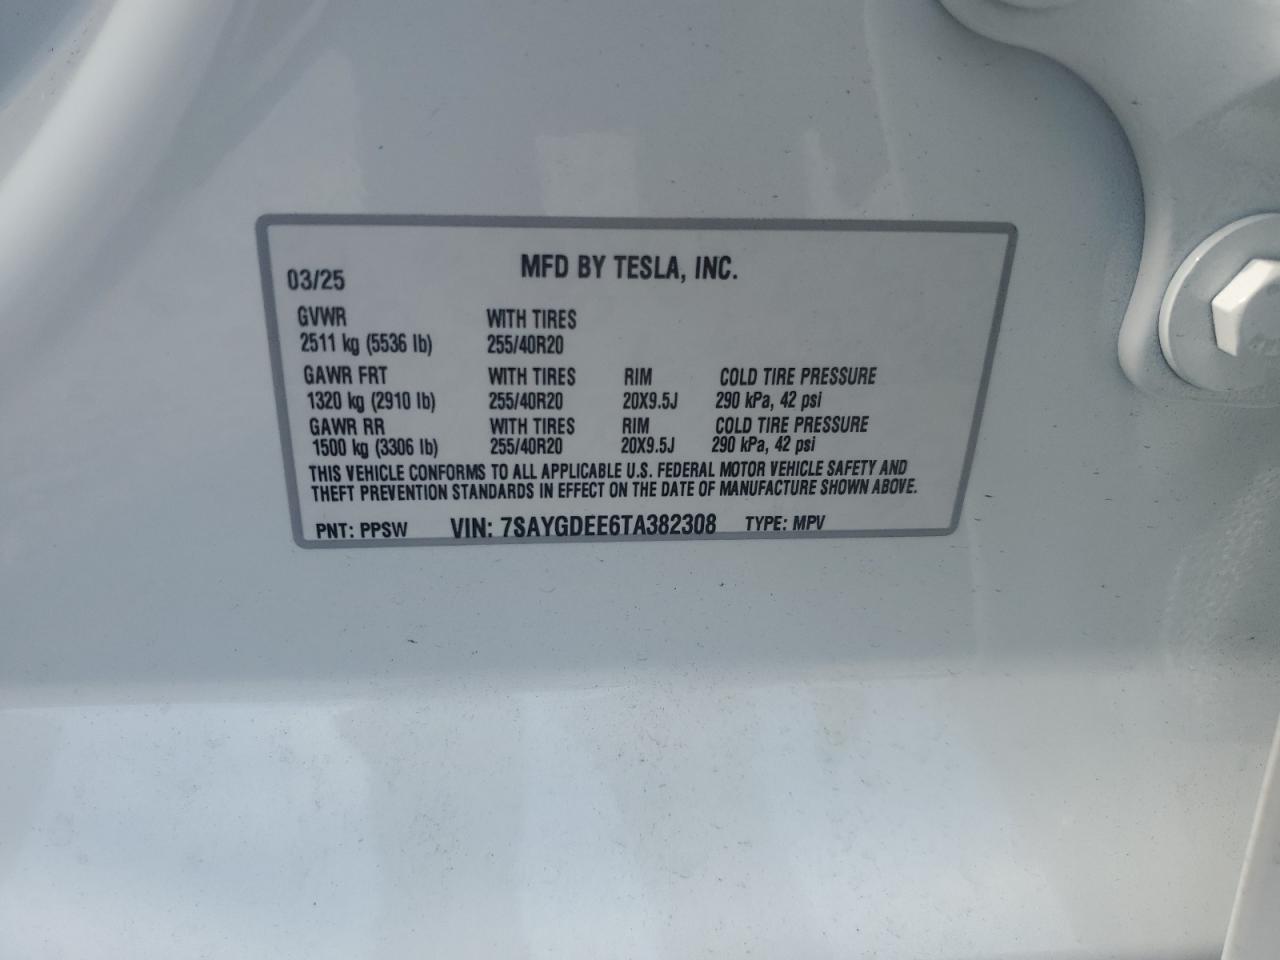 MFD BY TESLA, INC.
03/25
GVWR WITH TIRES
2511 kg (5536 lb) 255/40R20
GAWR FRT WITH TIRES RIM COLD TIRE PRESSURE
1320 kg (2910 lb) 255/40R20 20X9.5J 290 kPa, 42 psi
GAWR RR WITH TIRES RIM COLD TIRE PRESSURE
1500 kg (3306 lb) 255/40R20 20X9.5J 290 kPa, 42 psi
THIS VEHICLE CONFORMS TO ALL APPLICABLE U.S. FEDERAL MOTOR VEHICLE SAFETY AND
THEFT PREVENTION STANDARDS IN EFFECT ON THE DATE OF MANUFACTURE SHOWN ABOVE.
PNT: PPSW VIN: 7SAYGDEE6TA382308 TYPE: MPV